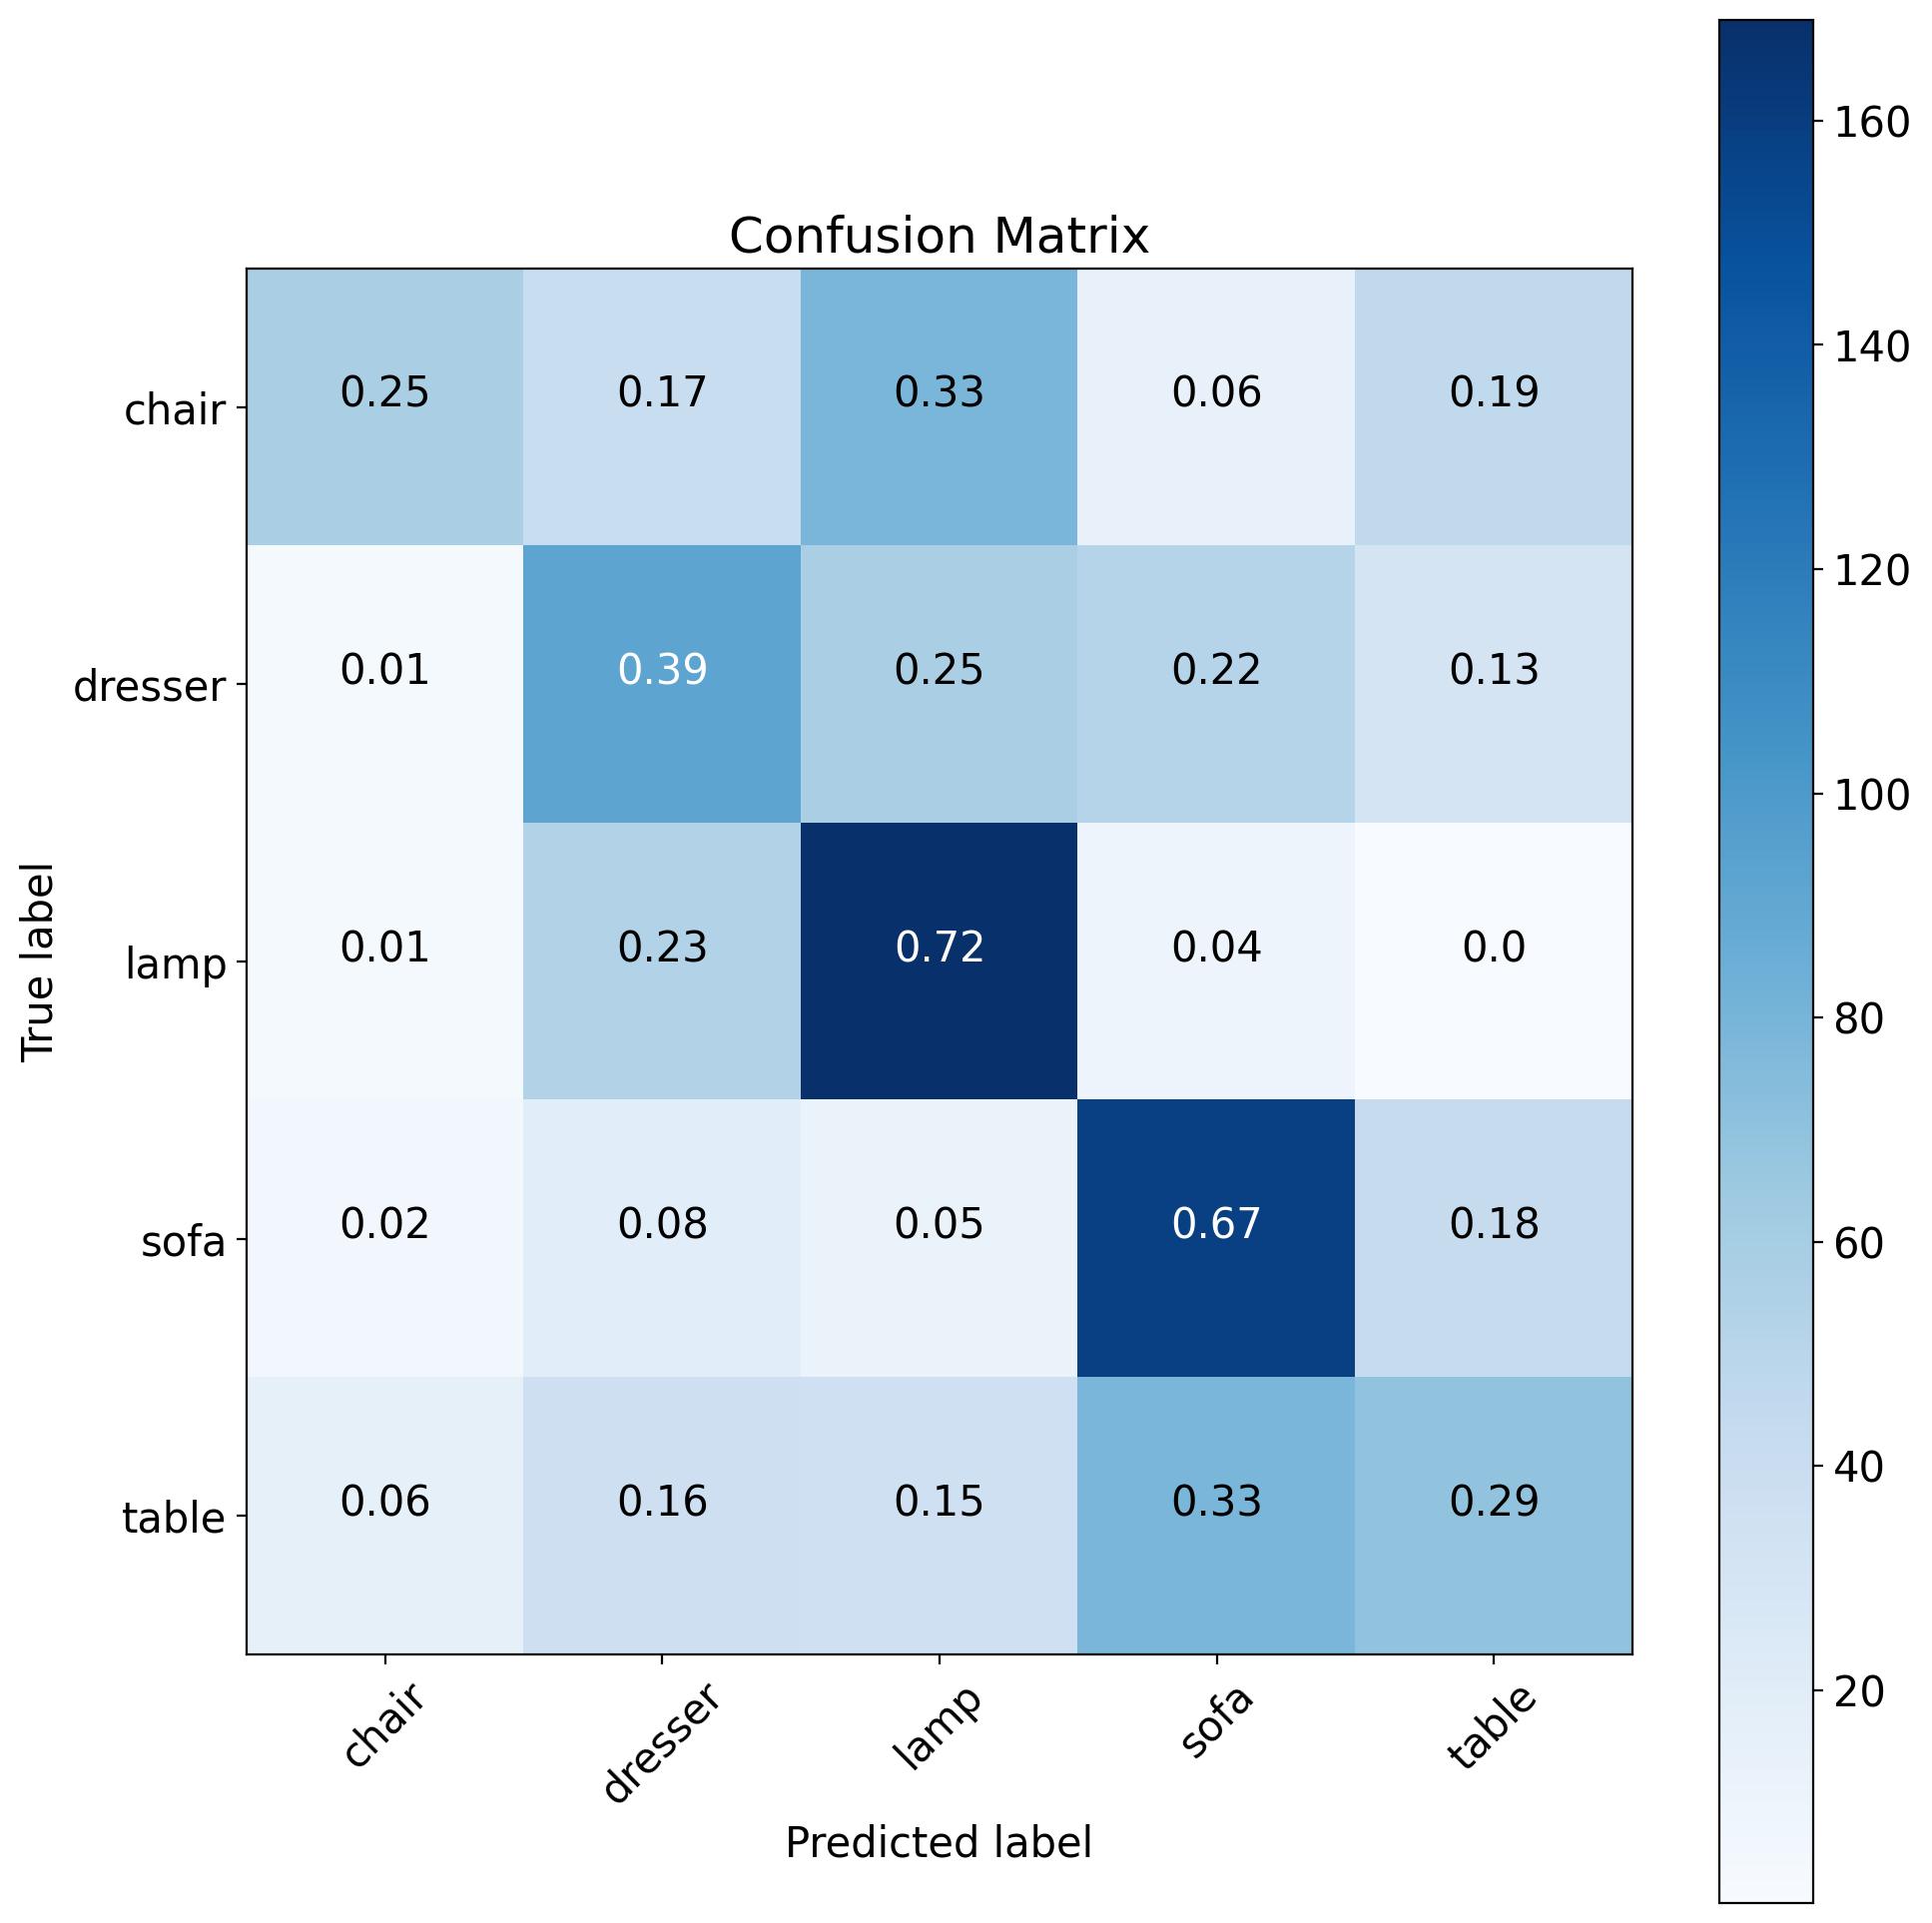 Confusion Matrix
True label
chair 0.25 0.17 0.33 0.06 0.19
dresser 0.01 0.39 0.25 0.22 0.13
lamp 0.01 0.23 0.72 0.04 0.0
sofa 0.02 0.08 0.05 0.67 0.18
table 0.06 0.16 0.15 0.33 0.29
chair dresser lamp sofa table
Predicted label
160
140
120
100
80
60
40
20